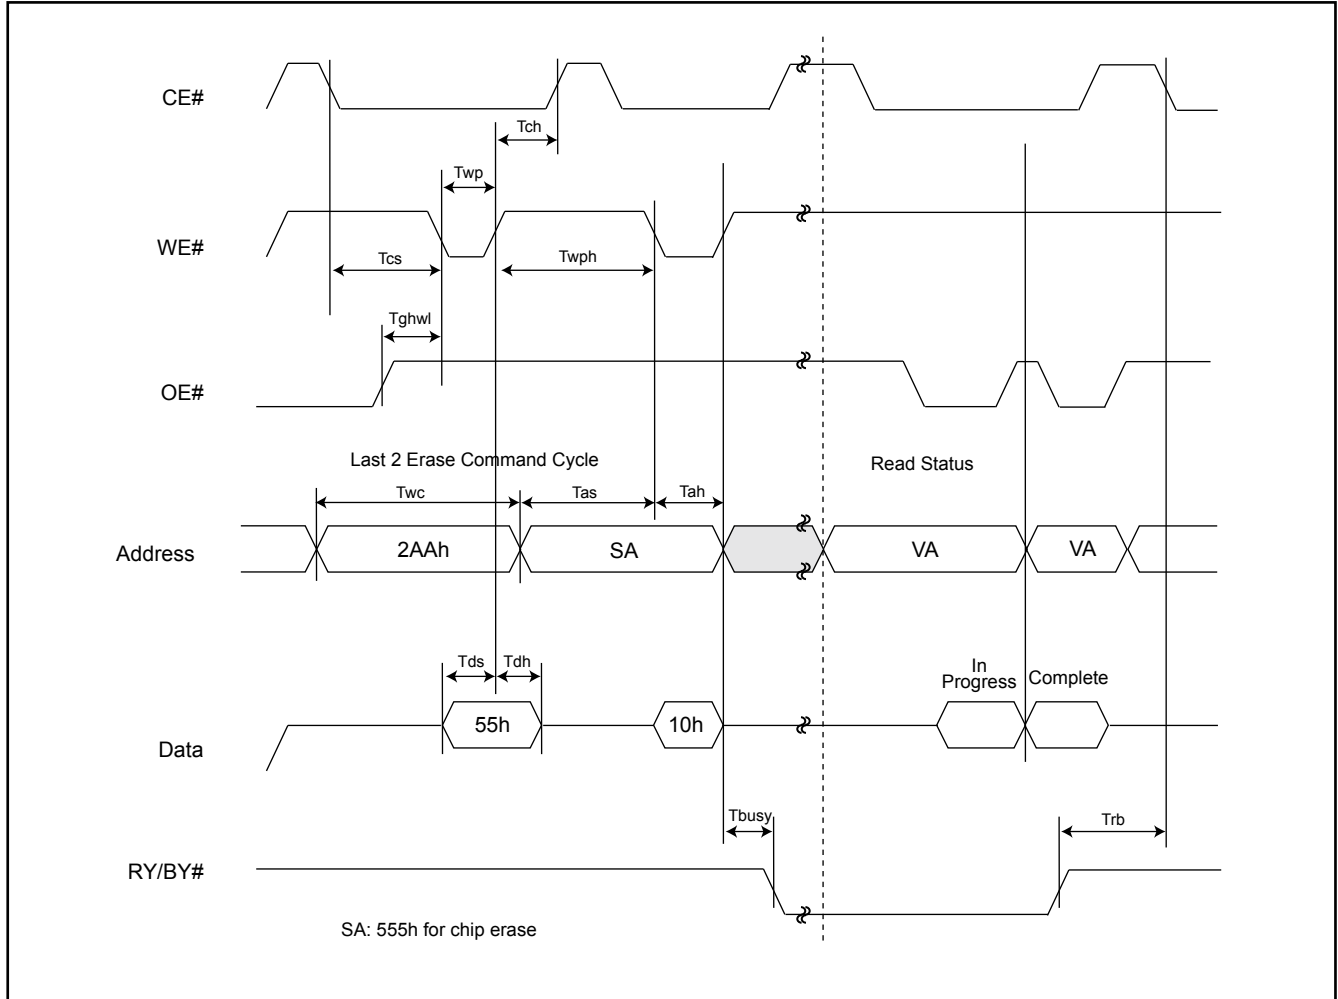 CE#
Tch
Twp
WE#
Tcs
Twph
Tghwl
OE#
Last 2 Erase Command Cycle
Read Status
Twc
Tas
Tah
Address
2AAh
SA
VA
VA
Tds
Tdh
In
Progress
Complete
55h
10h
Data
Tbusy
Trb
RY/BY#
SA: 555h for chip erase